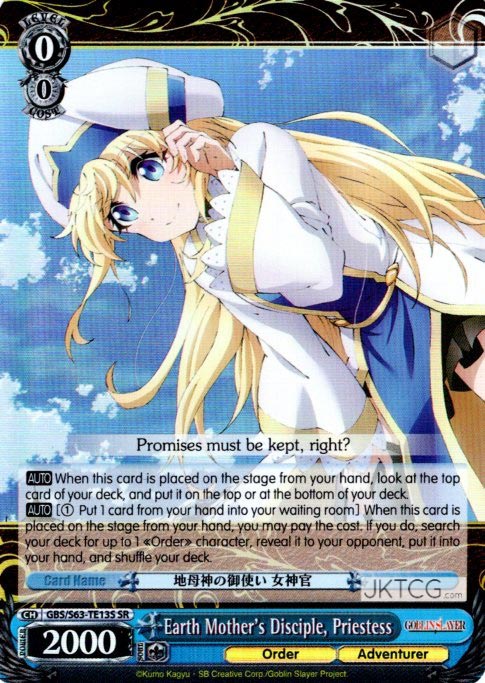 LEVEL
0
0
COST
Promises must be kept, right?
AUTO When this card is placed on the stage from your hand, look at the top
card of your deck, and put it on the top or at the bottom of your deck.
AUTO [① Put 1 card from your hand into your waiting room] When this card is
placed on the stage from your hand, you may pay the cost. If you do, search
your deck for up to 1 «Order» character, reveal it to your opponent, put it into
your hand, and shuffle your deck.
Card Name 地母神の御使い 女神官
JKTCG.com
CH GBS/S63-TE13S SR
Earth Mother's Disciple, Priestess GOBLIN SLAYER
POWER 2000 SOUL Order Adventurer
©Kumo Kagyu・SB Creative Corp./Goblin Slayer Project.